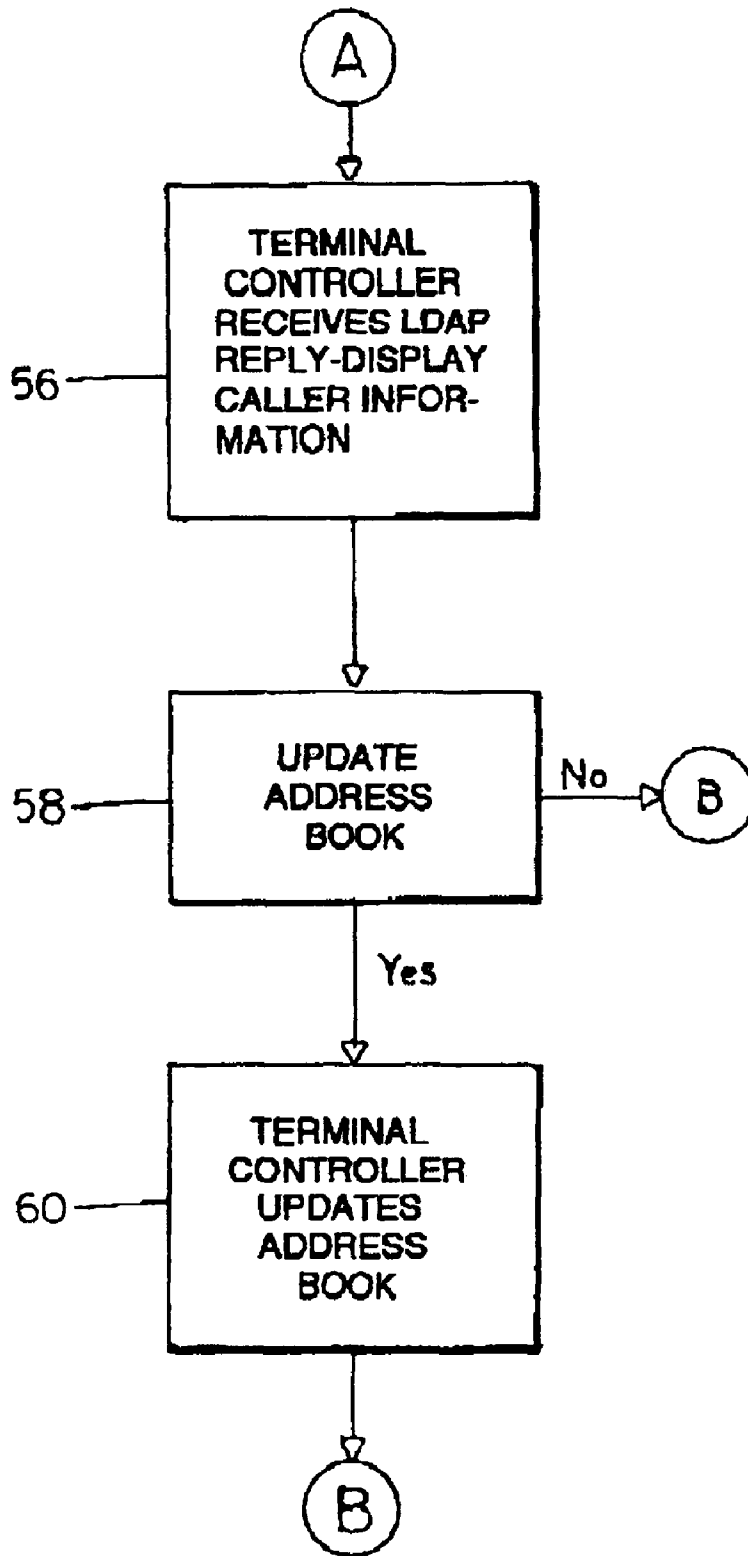 A
TERMINAL
CONTROLLER
RECEIVES LDAP
REPLY-DISPLAY
CALLER INFOR-
MATION
56
UPDATE
ADDRESS
BOOK
58
No
B
Yes
TERMINAL
CONTROLLER
UPDATES
ADDRESS
BOOK
60
B